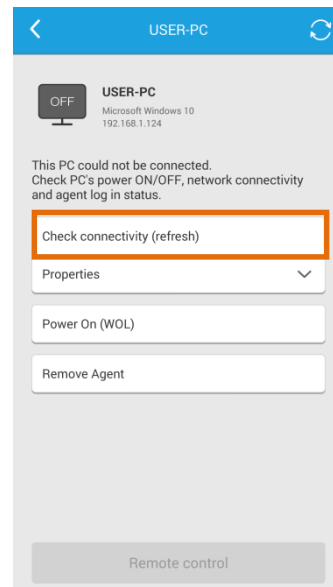 USER-PC
OFF
USER-PC
Microsoft Windows 10
192.168.1.124
This PC could not be connected.
Check PC's power ON/OFF, network connectivity
and agent log in status.
Check connectivity (refresh)
Properties
Power On (WOL)
Remove Agent
Remote control